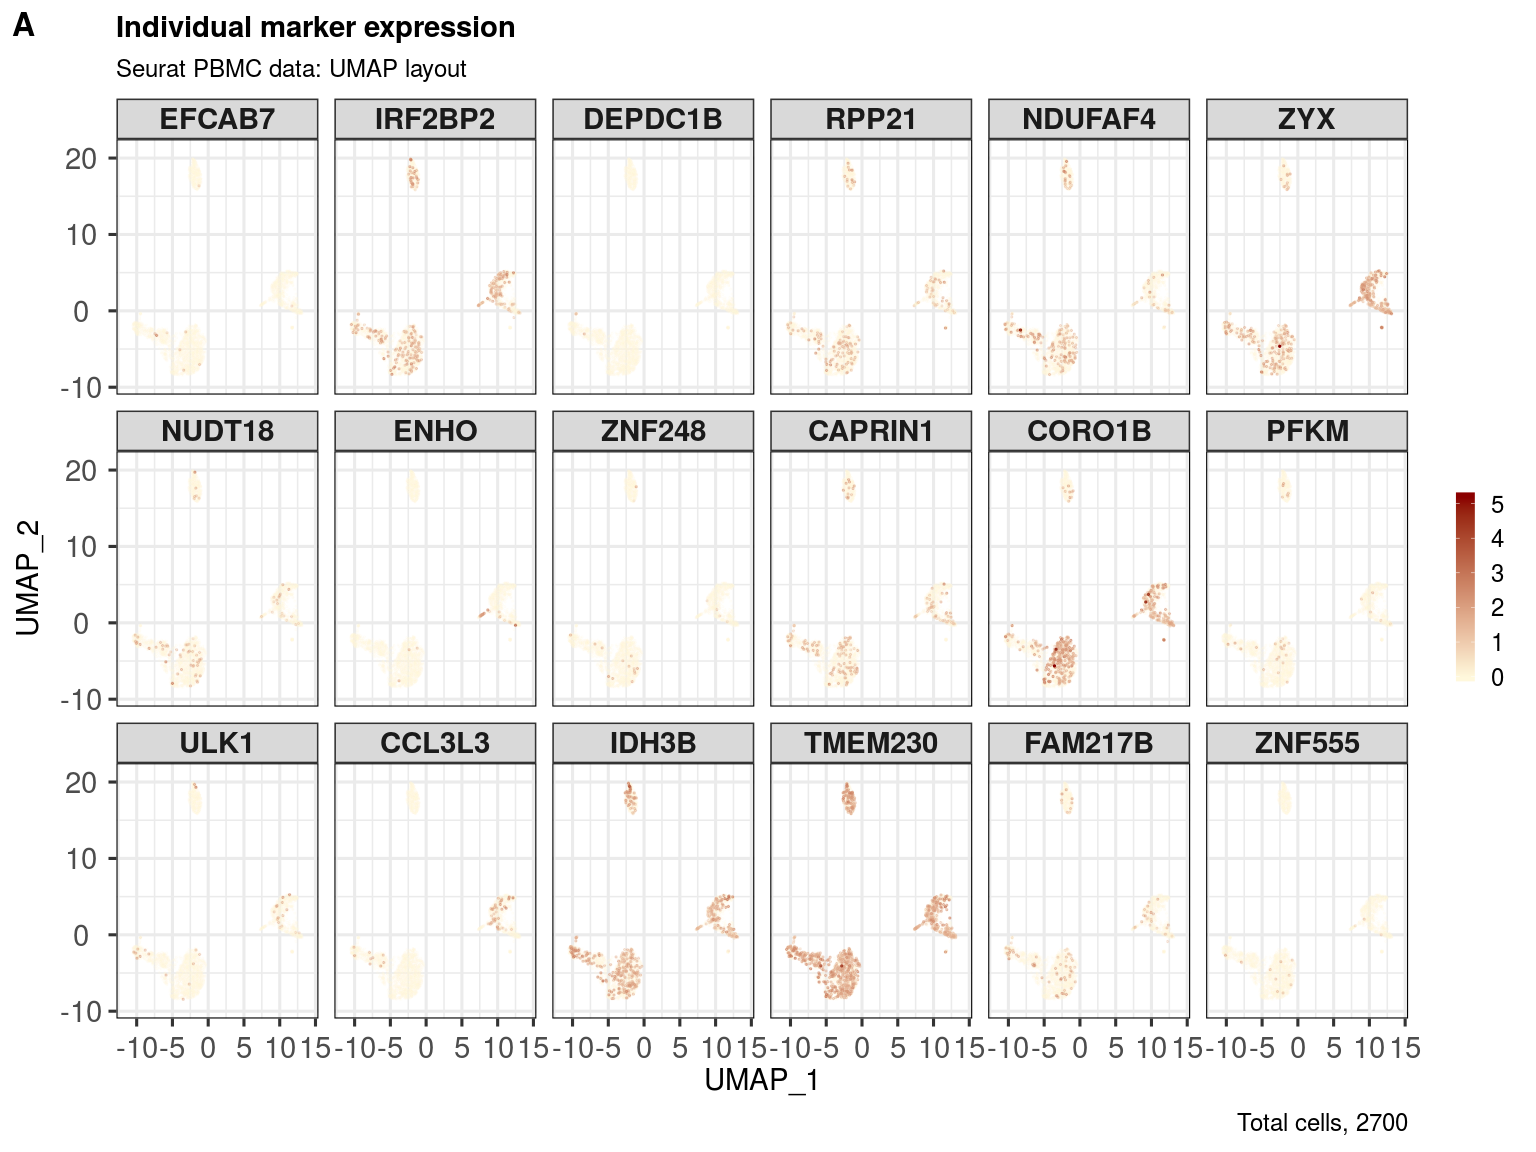 A
Individual marker expression
Seurat PBMC data: UMAP layout
EFCAB7 IRF2BP2 DEPDC1B RPP21 NDUFAF4 ZYX
20
10
0
-10
NUDT18 ENHO ZNF248 CAPRIN1 CORO1B PFKM
20
10
0
-10
UMAP_2
5
4
3
2
1
0
ULK1 CCL3L3 IDH3B TMEM230 FAM217B ZNF555
20
10
0
-10
-10 -5 0 5 10 15 -10 -5 0 5 10 15 -10 -5 0 5 10 15 -10 -5 0 5 10 15 -10 -5 0 5 10 15 -10 -5 0 5 10 15
UMAP_1
Total cells, 2700